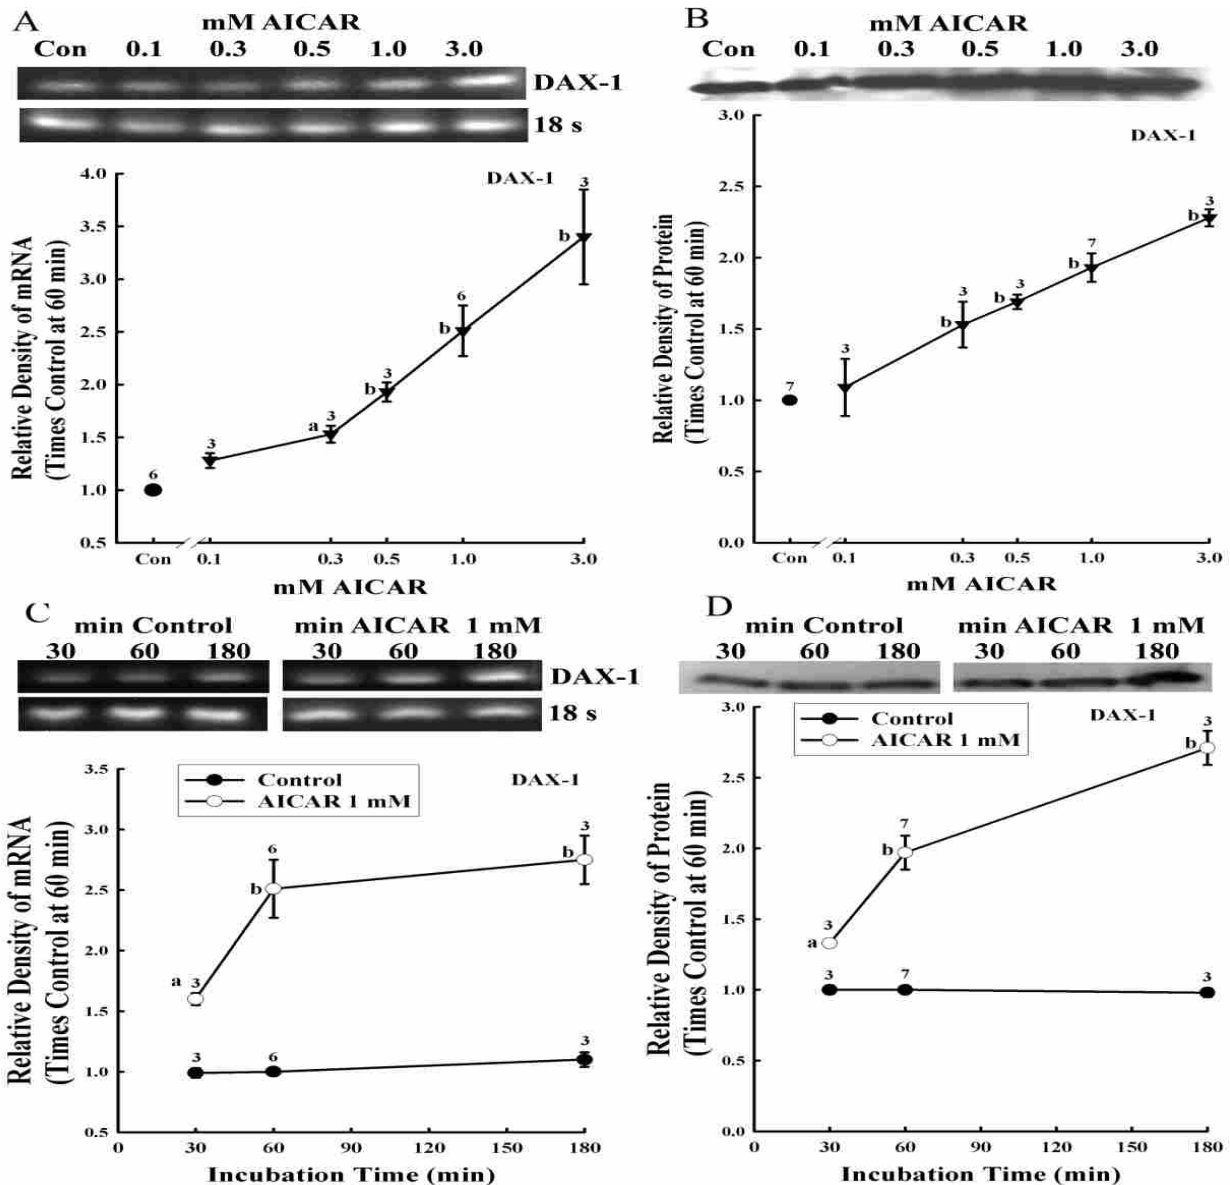 A
mM AICAR
Con 0.1 0.3 0.5 1.0 3.0
DAX-1
18 s
DAX-1
4.0
3.5
3.0
2.5
2.0
1.5
1.0
0.5
Relative Density of mRNA
(Times Control at 60 min)
6
3
a 3
b 3
b 6
b 3
Con 0.1 0.3 0.5 1.0 3.0
mM AICAR
B
mM AICAR
Con 0.1 0.3 0.5 1.0 3.0
DAX-1
3.0
2.5
2.0
1.5
1.0
0.5
0.0
Relative Density of Protein
(Times Control at 60 min)
7
3
b 3
b 3
b 7
b 3
Con 0.1 0.3 0.5 1.0 3.0
mM AICAR
C
min Control min AICAR 1 mM
30 60 180 30 60 180
DAX-1
18 s
Control
AICAR 1 mM
DAX-1
3.5
3.0
2.5
2.0
1.5
1.0
0.5
Relative Density of mRNA
(Times Control at 60 min)
a 3
b 6
b 3
3 6 3
0 30 60 90 120 150 180
Incubation Time (min)
D
min Control min AICAR 1 mM
30 60 180 30 60 180
Control
AICAR 1 mM
DAX-1
3.0
2.5
2.0
1.5
1.0
0.5
0.0
Relative Density of Protein
(Times Control at 60 min)
a 3
b 7
b 3
3 7 3
0 30 60 90 120 150 180
Incubation Time (min)